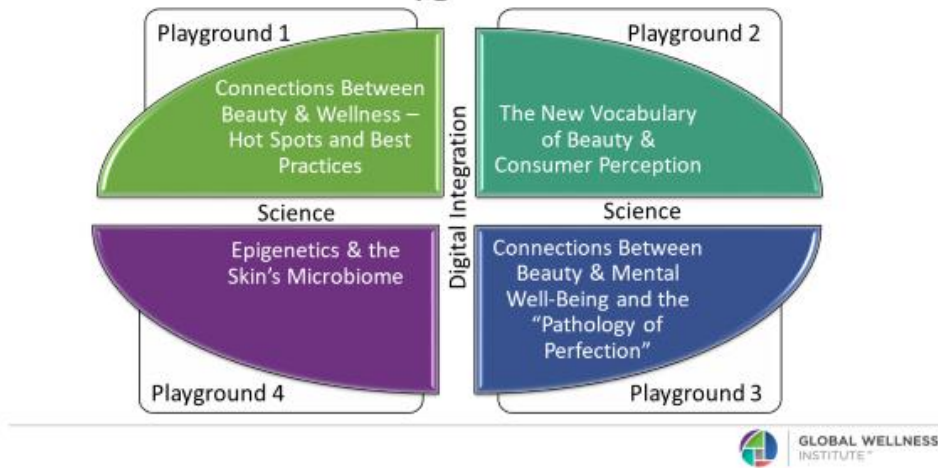 Playground 1
Connections Between
Beauty & Wellness –
Hot Spots and Best
Practices
Playground 2
The New Vocabulary
of Beauty &
Consumer Perception
Digital Integration
Science
Science
Epigenetics & the
Skin's Microbiome
Playground 4
Connections Between
Beauty & Mental
Well-Being and the
"Pathology of
Perfection"
Playground 3
GLOBAL WELLNESS
INSTITUTE™